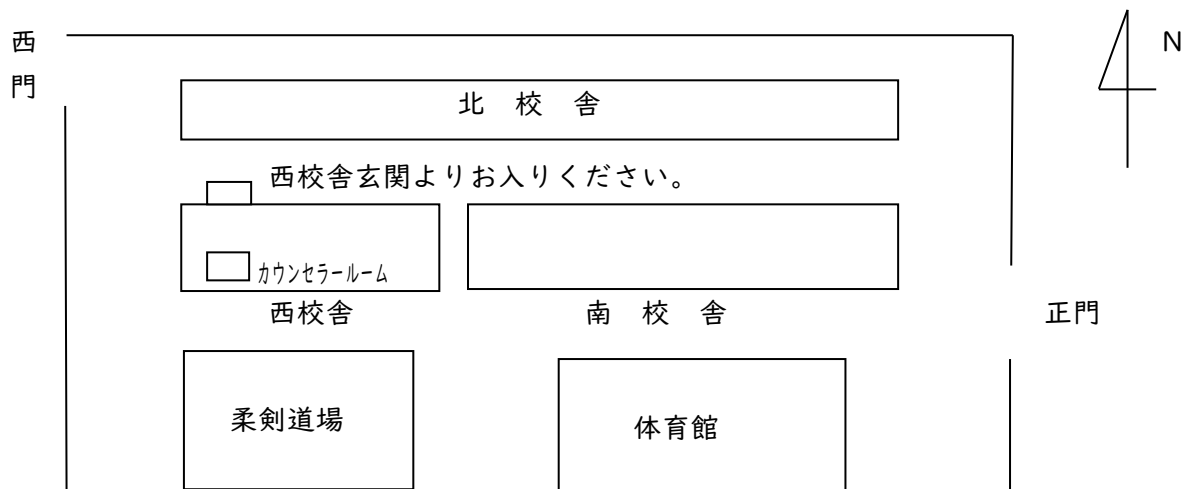 西門
N
北 校 舎
西校舎玄関よりお入りください。
カウンセラールーム
西校舎
南 校 舎
正門
柔剣道場
体育館